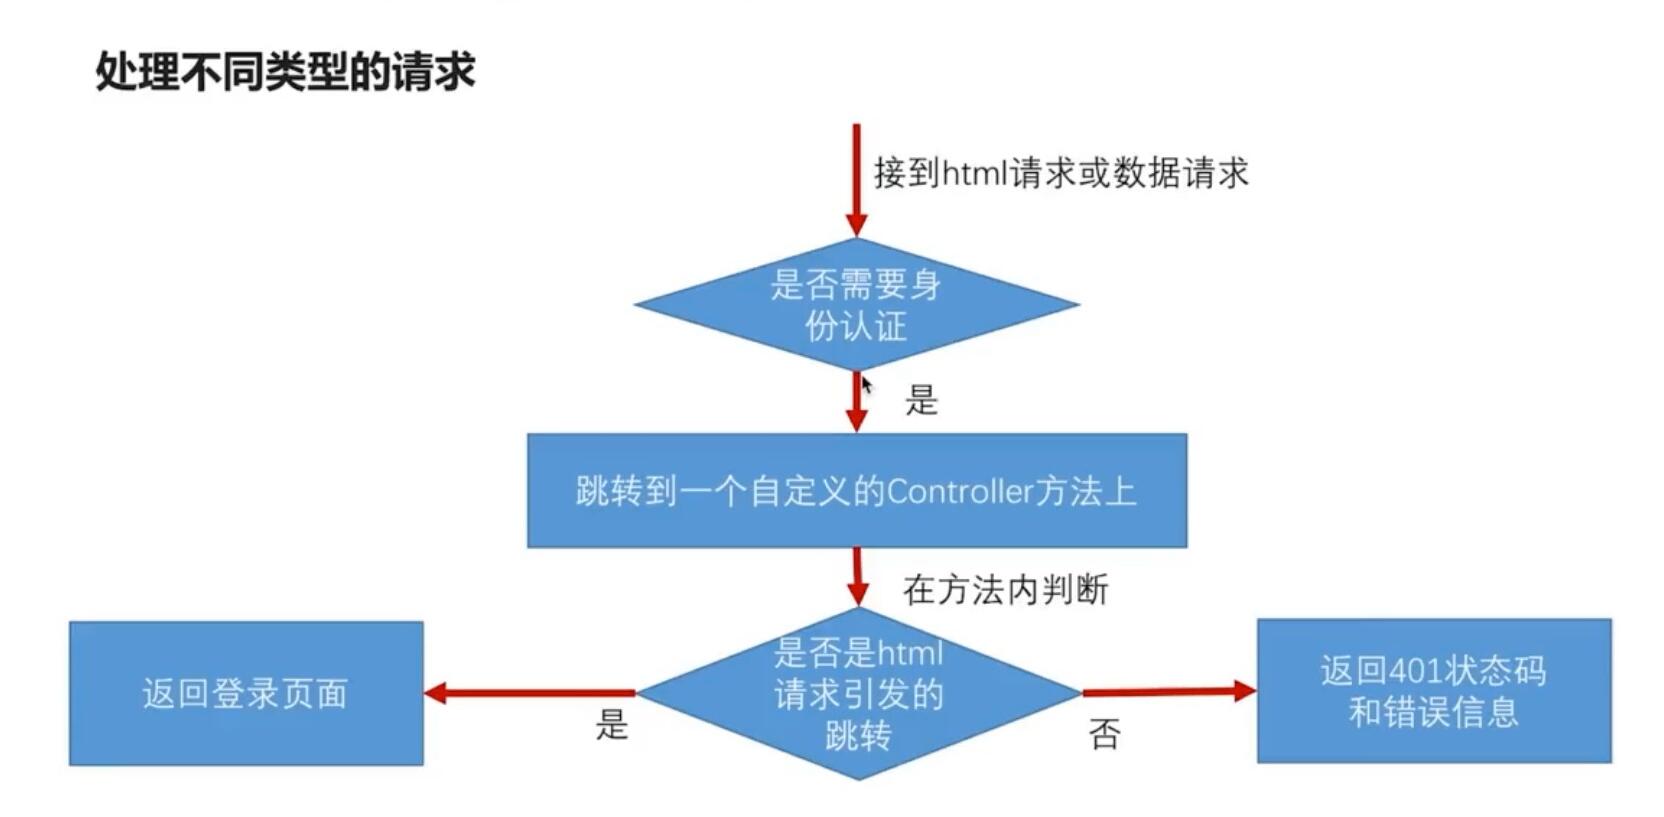 处理不同类型的请求
接到html请求或数据请求
是否需要身
份认证
是
跳转到一个自定义的Controller方法上
在方法内判断
是否是html
请求引发的
跳转
返回登录页面
是
否
返回401状态码
和错误信息